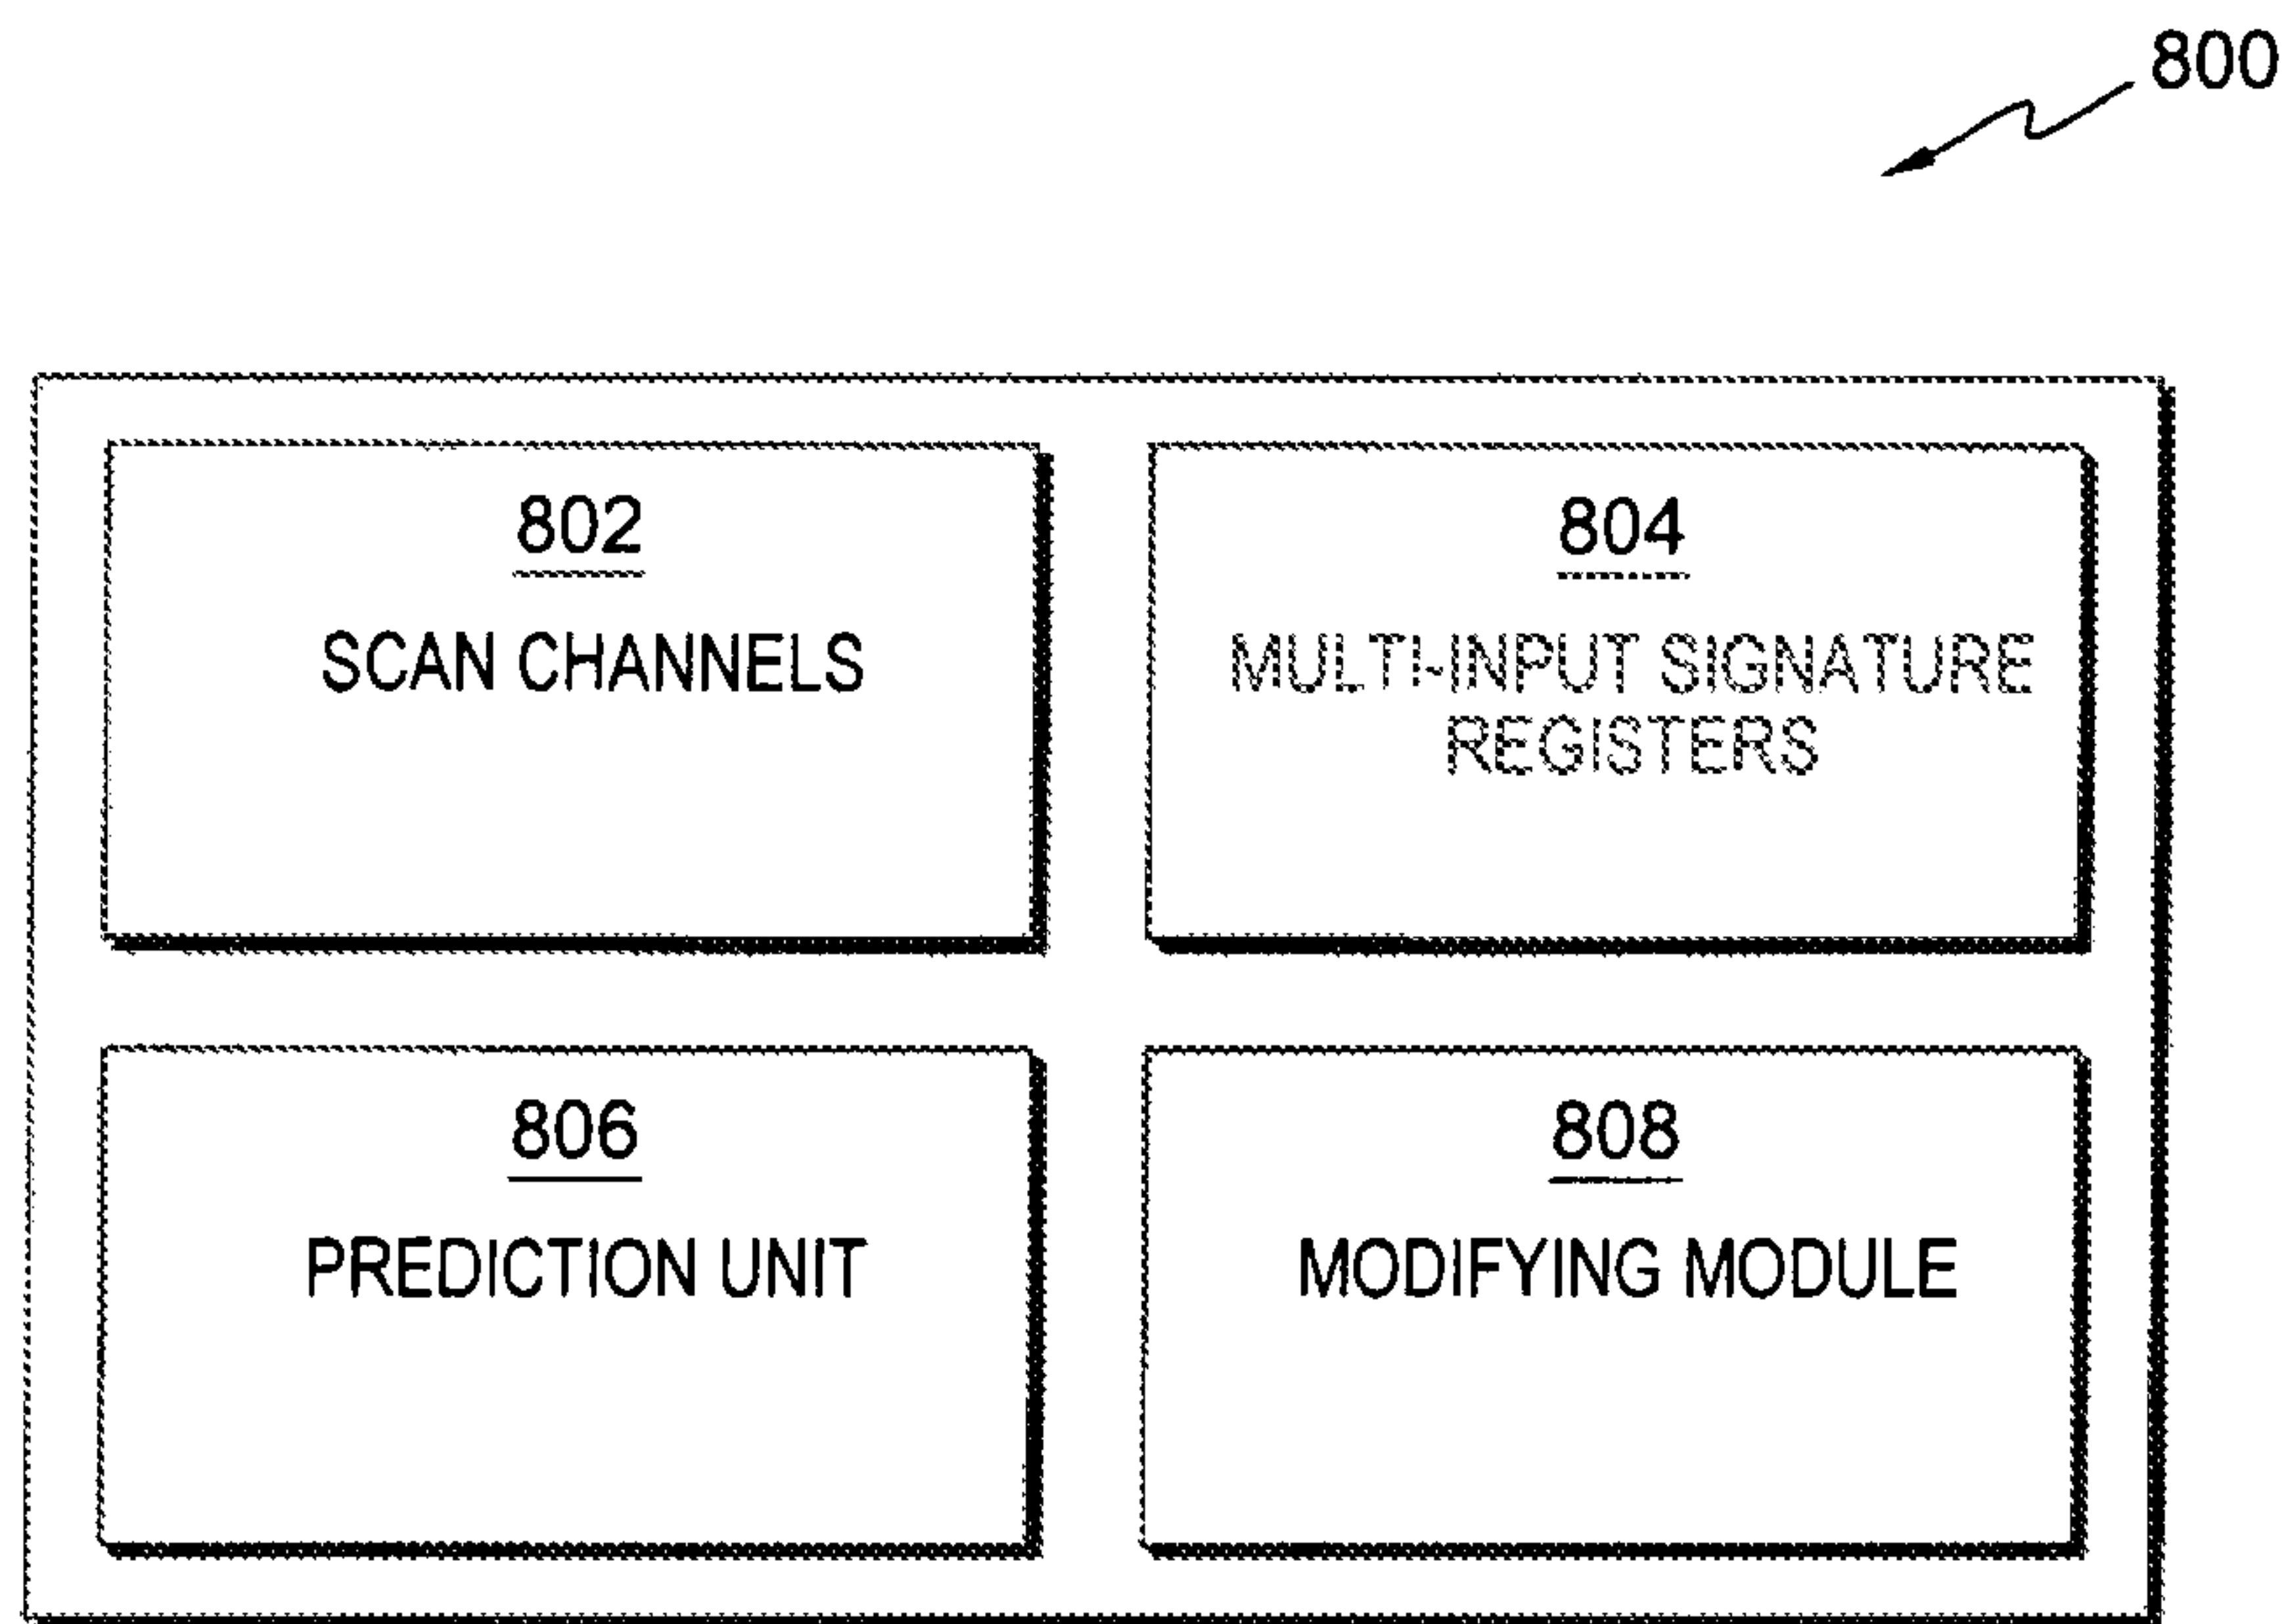 800
802
SCAN CHANNELS
804
MULTI-INPUT SIGNATURE
REGISTERS
806
PREDICTION UNIT
808
MODIFYING MODULE